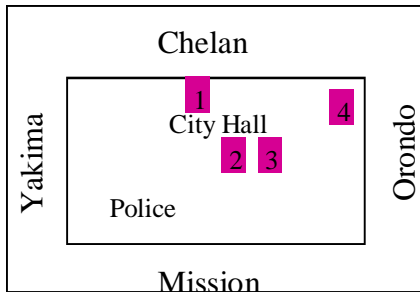 Chelan
1
4
City Hall
Yakima
Orondo
2 3
Police
Mission